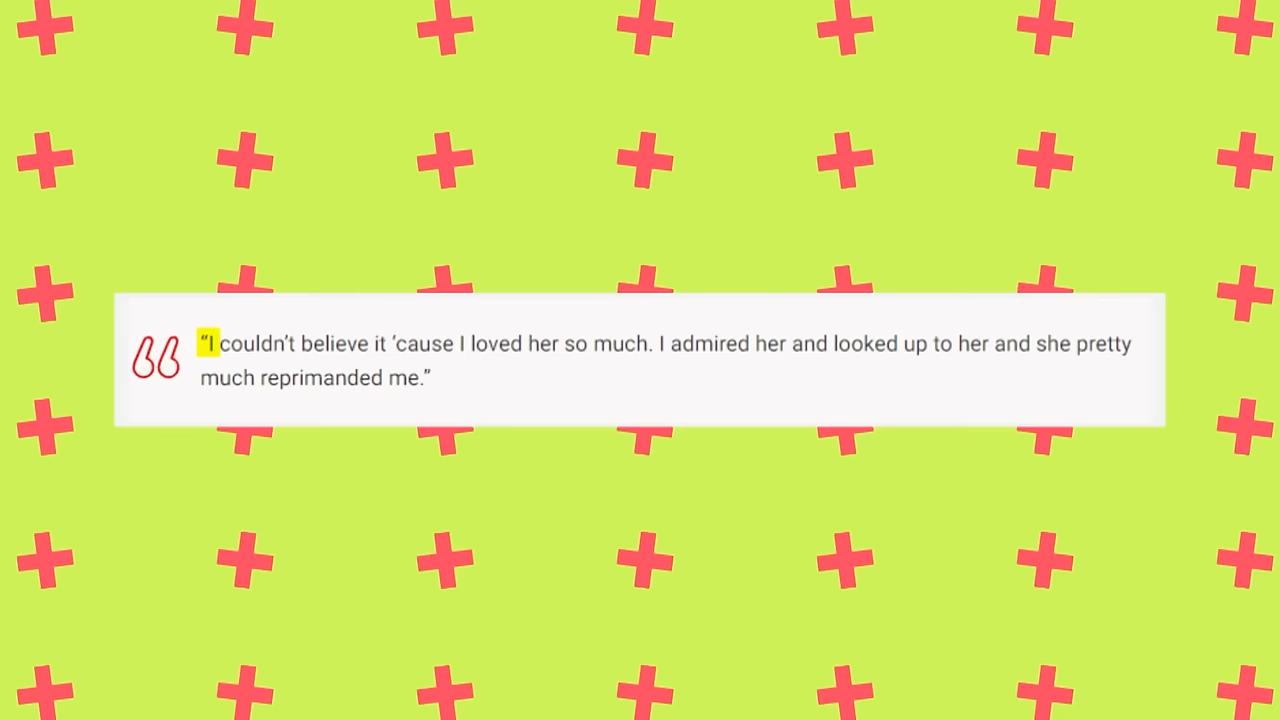 “I couldn’t believe it ‘cause I loved her so much. I admired her and looked up to her and she pretty
much reprimanded me.”